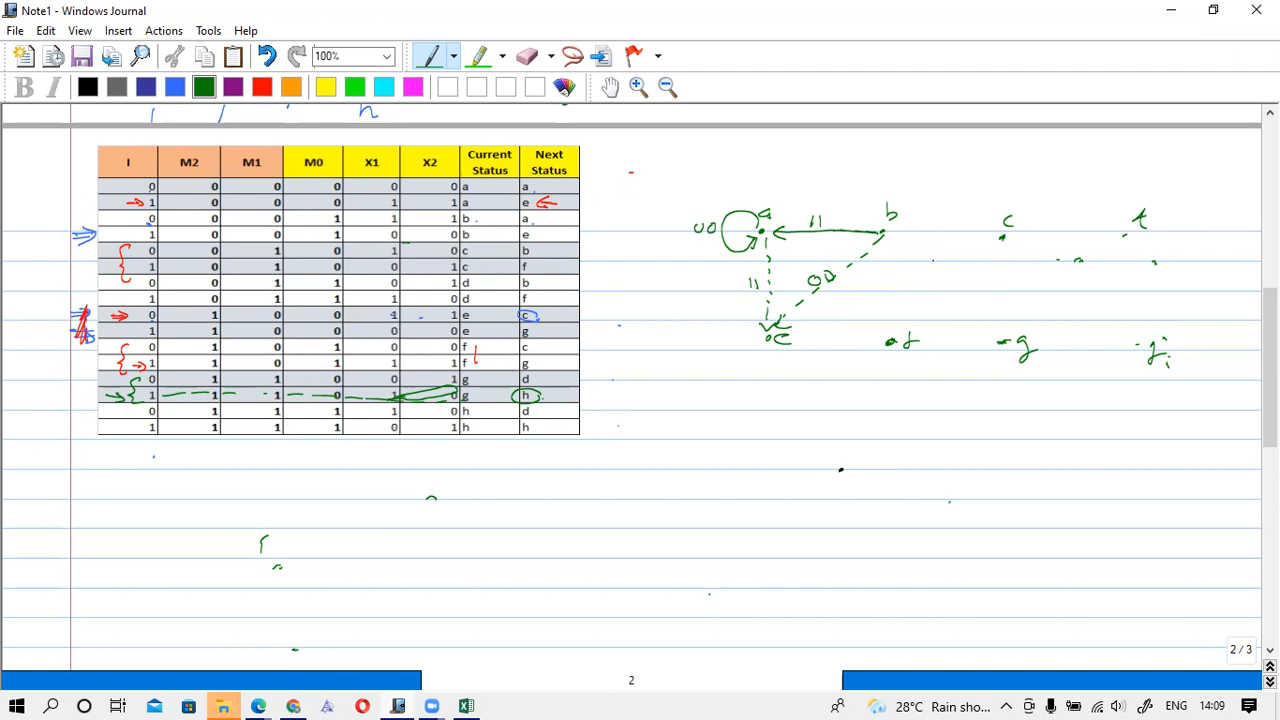 Note1 - Windows Journal
File Edit View Insert Actions Tools Help
100%
B I
h
I M2 M1 M0 X1 X2 Current Status Next Status
0 0 0 0 0 0 a a
1 0 0 0 1 1 a e
0 0 0 1 1 1 b a
1 0 0 1 0 0 b e
0 0 1 0 1 0 c b
1 0 1 0 0 1 c f
0 0 1 1 0 1 d b
1 0 1 1 1 0 d f
0 1 0 0 1 1 e c
1 1 0 0 0 0 e g
0 1 0 1 0 0 f c
1 1 0 1 1 1 f g
0 1 1 0 0 1 g d
1 1 1 0 1 0 g h
0 1 1 1 1 0 h d
1 1 1 1 0 1 h h
a b c
00 11
11 00
e f g
2 / 3
2
28°C Rain sho... ENG 14:09